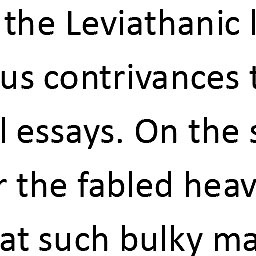 the Leviathanic l
us contrivances t
l essays. On the s
r the fabled heav
at such bulky ma